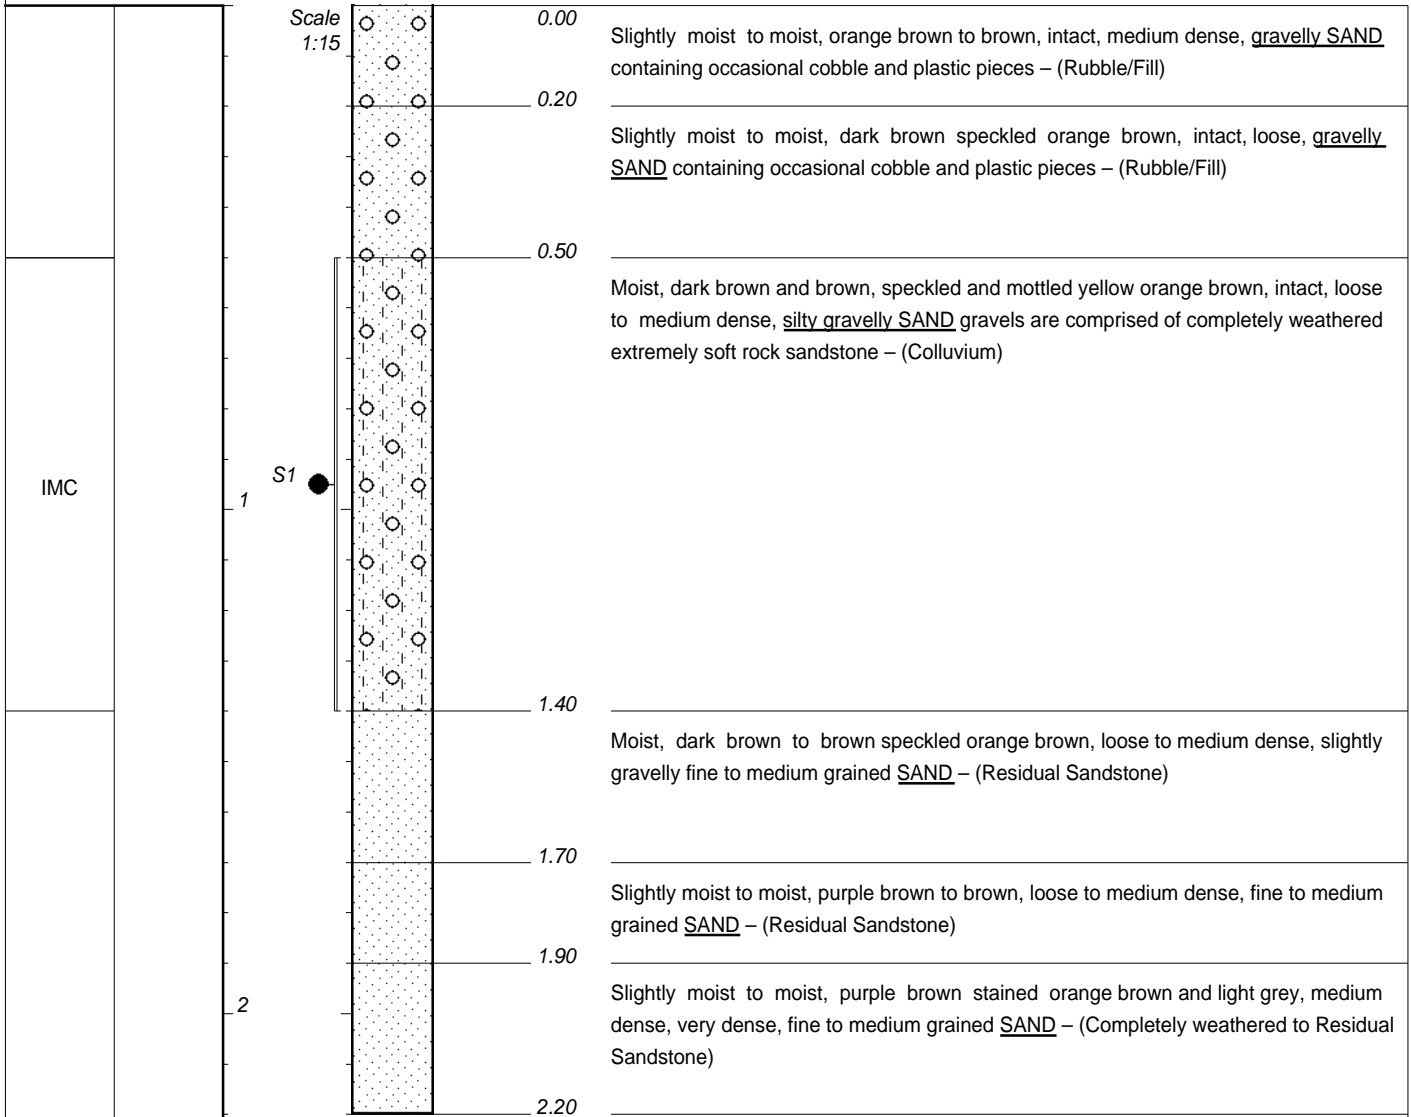 Scale
1:15
0.00
Slightly moist to moist, orange brown to brown, intact, medium dense, gravelly SAND
containing occasional cobble and plastic pieces – (Rubble/Fill)
0.20
Slightly moist to moist, dark brown speckled orange brown, intact, loose, gravelly
SAND containing occasional cobble and plastic pieces – (Rubble/Fill)
0.50
Moist, dark brown and brown, speckled and mottled yellow orange brown, intact, loose
to medium dense, silty gravelly SAND gravels are comprised of completely weathered
extremely soft rock sandstone – (Colluvium)
IMC
1
S1
1.40
Moist, dark brown to brown speckled orange brown, loose to medium dense, slightly
gravelly fine to medium grained SAND – (Residual Sandstone)
1.70
Slightly moist to moist, purple brown to brown, loose to medium dense, fine to medium
grained SAND – (Residual Sandstone)
1.90
Slightly moist to moist, purple brown stained orange brown and light grey, medium
dense, very dense, fine to medium grained SAND – (Completely weathered to Residual
Sandstone)
2
2.20